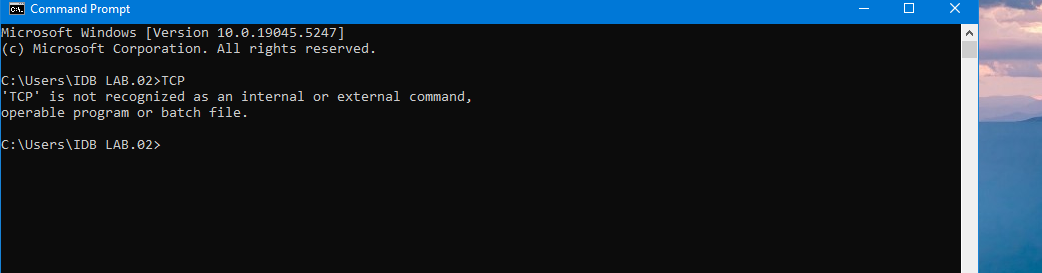 Command Prompt
Microsoft Windows [Version 10.0.19045.5247]
(c) Microsoft Corporation. All rights reserved.
C:\Users\IDB LAB.02>TCP
'TCP' is not recognized as an internal or external command,
operable program or batch file.
C:\Users\IDB LAB.02>